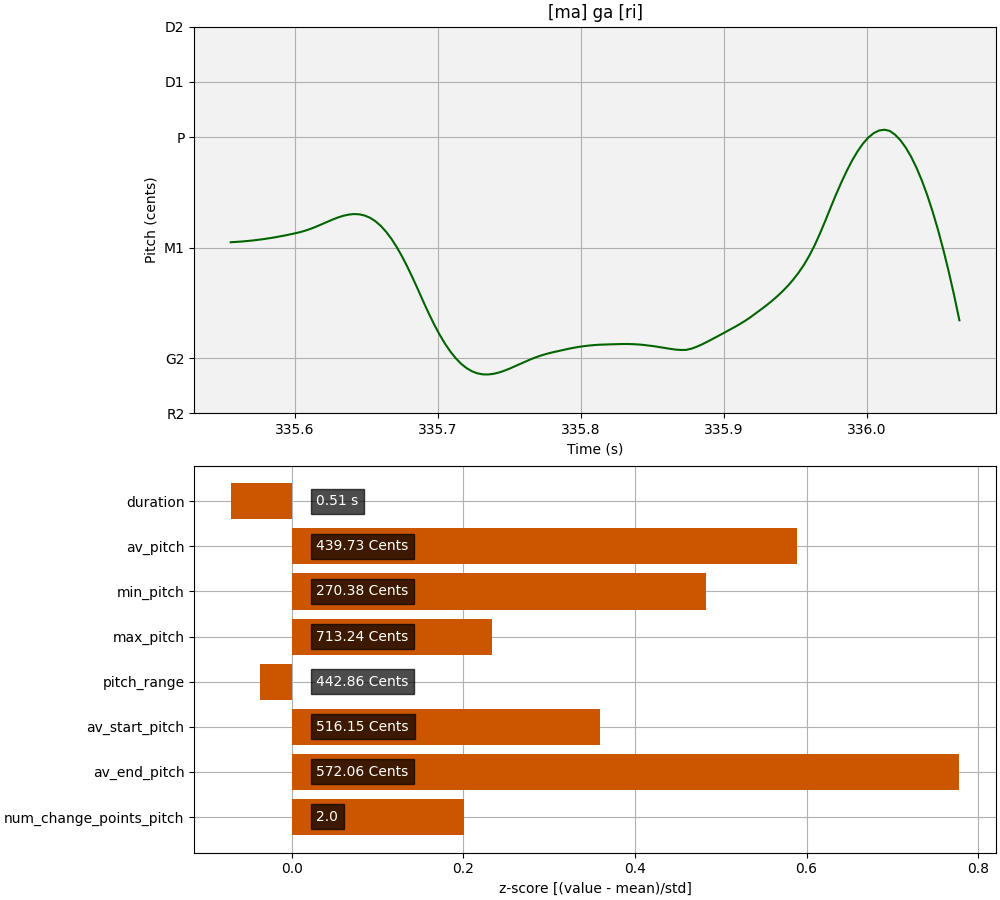 [ma] ga [ri]
D2
D1
P
M1
G2
R2
Pitch (cents)
335.6 335.7 335.8 335.9 336.0
Time (s)
duration 0.51 s
av_pitch 439.73 Cents
min_pitch 270.38 Cents
max_pitch 713.24 Cents
pitch_range 442.86 Cents
av_start_pitch 516.15 Cents
av_end_pitch 572.06 Cents
num_change_points_pitch 2.0
0.0 0.2 0.4 0.6 0.8
z-score [(value - mean)/std]